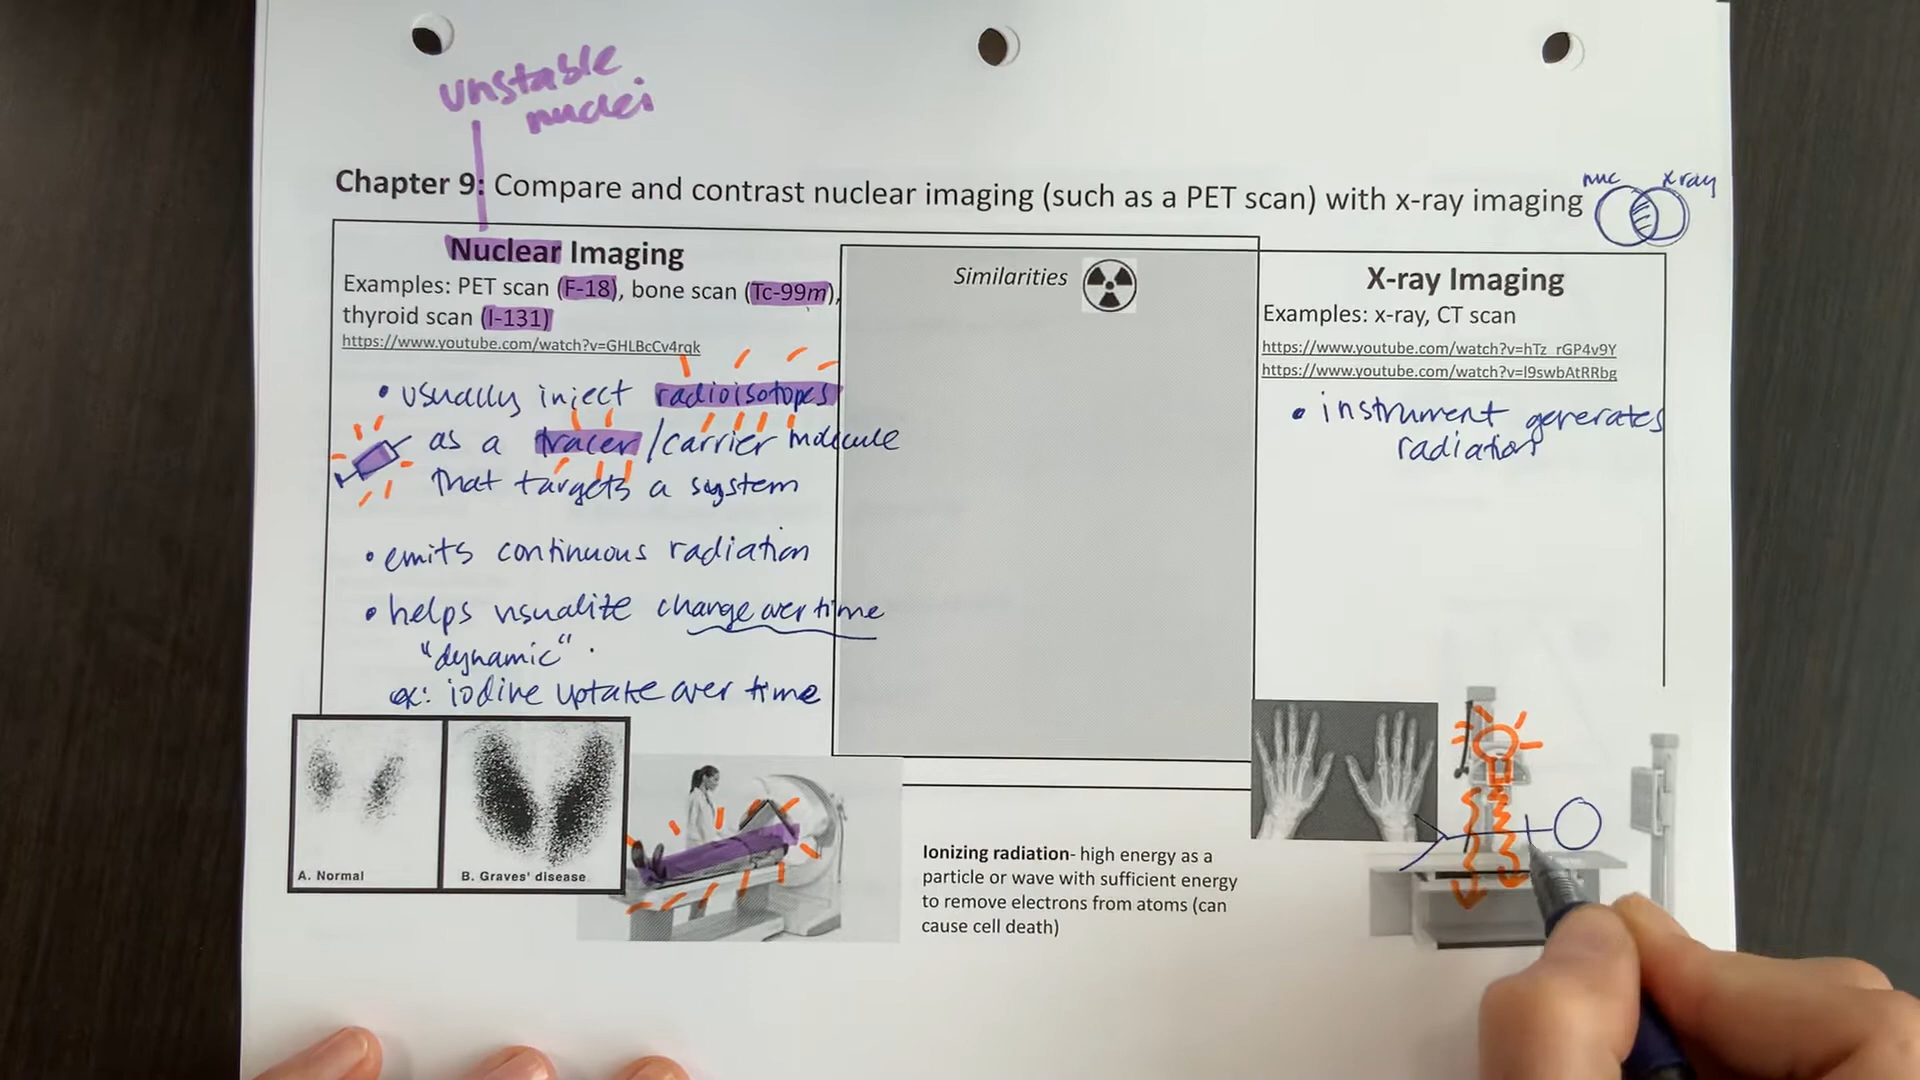 unstable
nuclei
Chapter 9: Compare and contrast nuclear imaging (such as a PET scan) with x-ray imaging
nuc xray
Nuclear Imaging
Examples: PET scan (F-18), bone scan (Tc-99m),
thyroid scan (I-131)
https://www.youtube.com/watch?v=GHLBcCv4rqk
• usually inject radioisotopes
as a tracer/carrier molecule
that targets a system
• emits continuous radiation
• helps visualize change over time
"dynamic"
ex: iodine uptake over time
A. Normal
B. Graves' disease
Similarities
Ionizing radiation- high energy as a
particle or wave with sufficient energy
to remove electrons from atoms (can
cause cell death)
X-ray Imaging
Examples: x-ray, CT scan
https://www.youtube.com/watch?v=hTz_rGP4v9Y
https://www.youtube.com/watch?v=l9swbAtRRbg
• instrument generates
radiation